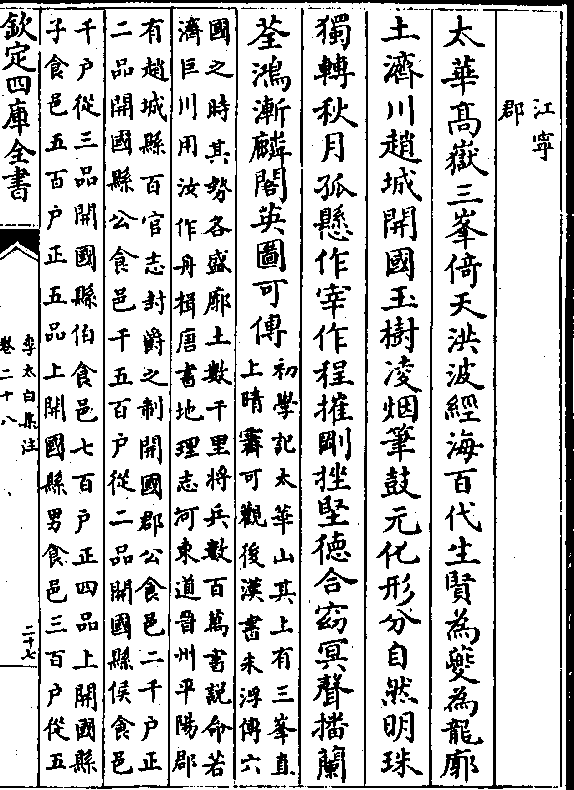 江寧
郡
太華髙嶽三峯倚天洪波經海百代生賢為夔為龍廓
土濟川趙城開國玉樹凌烟筆鼓元化形分自然明珠
獨轉秋月孤懸作宰作程摧剛挫堅德合窈冥聲播蘭
荃鴻漸麟閣英圖可傳
初學記太華山其上有三峯直
上晴霽可觀後漢書朱浮傳六
國之時其勢各盛廓土數千里将兵數百萬書説命若
濟巨川用汝作舟楫唐書地理志河東道晉州平陽郡
有趙城縣百官志封爵之制開國郡公食邑二千户正
二品開國縣公食邑千五百户從二品開國縣侯食邑
千户從三品開國縣伯食邑七百户正四品上開國縣
子食邑五百户正五品上開國縣男食邑三百户從五
欽定四庫全書
李太白集注
卷二十八
二十七